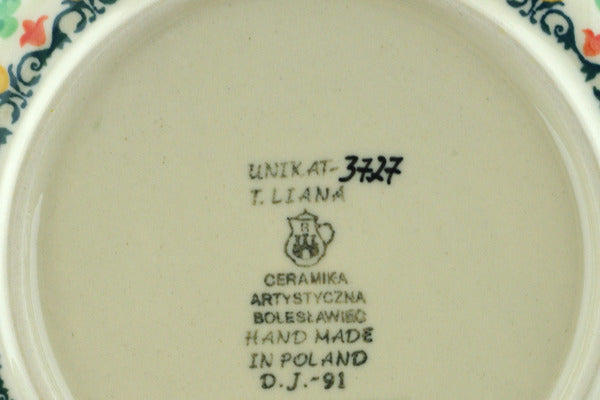 UNIKAT-3727
T. LIANA
B
CERAMIKA
ARTYSTYCZNA
BOLESŁAWIEC
HAND MADE
IN POLAND
D.J.-91